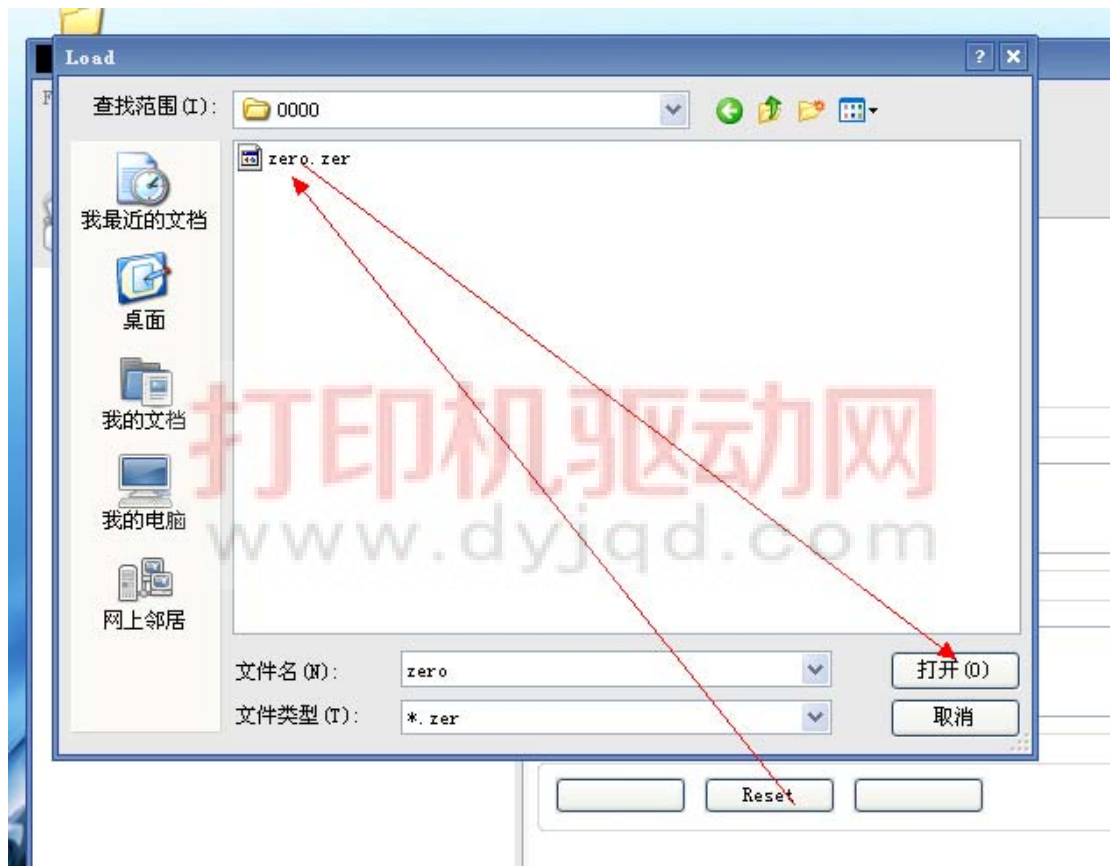 Load
F
查找范围(I):
0000
zero.zer
我最近的文档
桌面
我的文档
我的电脑
网上邻居
打印机驱动网
www.dyjqd.com
文件名(N):
zero
打开(O)
文件类型(T):
*.zer
取消
Reset